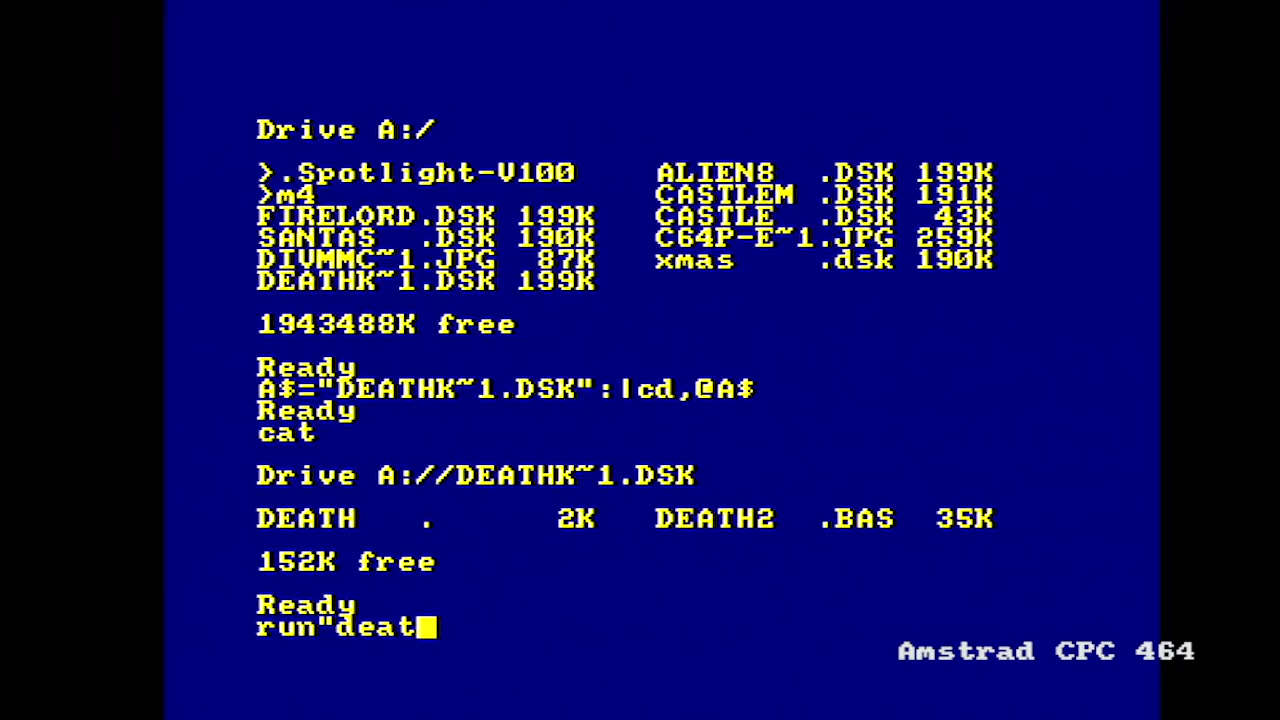 Drive A:/
>.Spotlight-V100 ALIEN8 .DSK 199K
>m4 CASTLEM .DSK 191K
FIRELORD.DSK 199K CASTLE .DSK 43K
SANTAS .DSK 190K C64P-E~1.JPG 259K
DIVMMC~1.JPG 87K xmas .dsk 190K
DEATHK~1.DSK 199K
1943488K free
Ready
A$="DEATHK~1.DSK":|cd,@A$
Ready
cat
Drive A://DEATHK~1.DSK
DEATH . 2K DEATH2 .BAS 35K
152K free
Ready
run"deat
Amstrad CPC 464